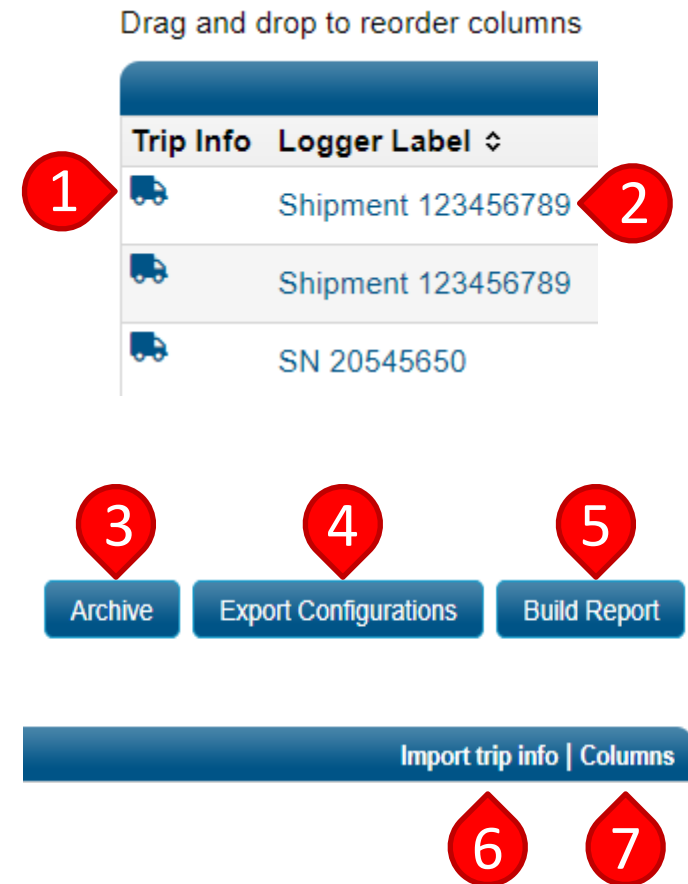 Drag and drop to reorder columns
Trip Info Logger Label
1 Shipment 123456789 2
Shipment 123456789
SN 20545650
3 4 5
Archive Export Configurations Build Report
Import trip info | Columns
6 7